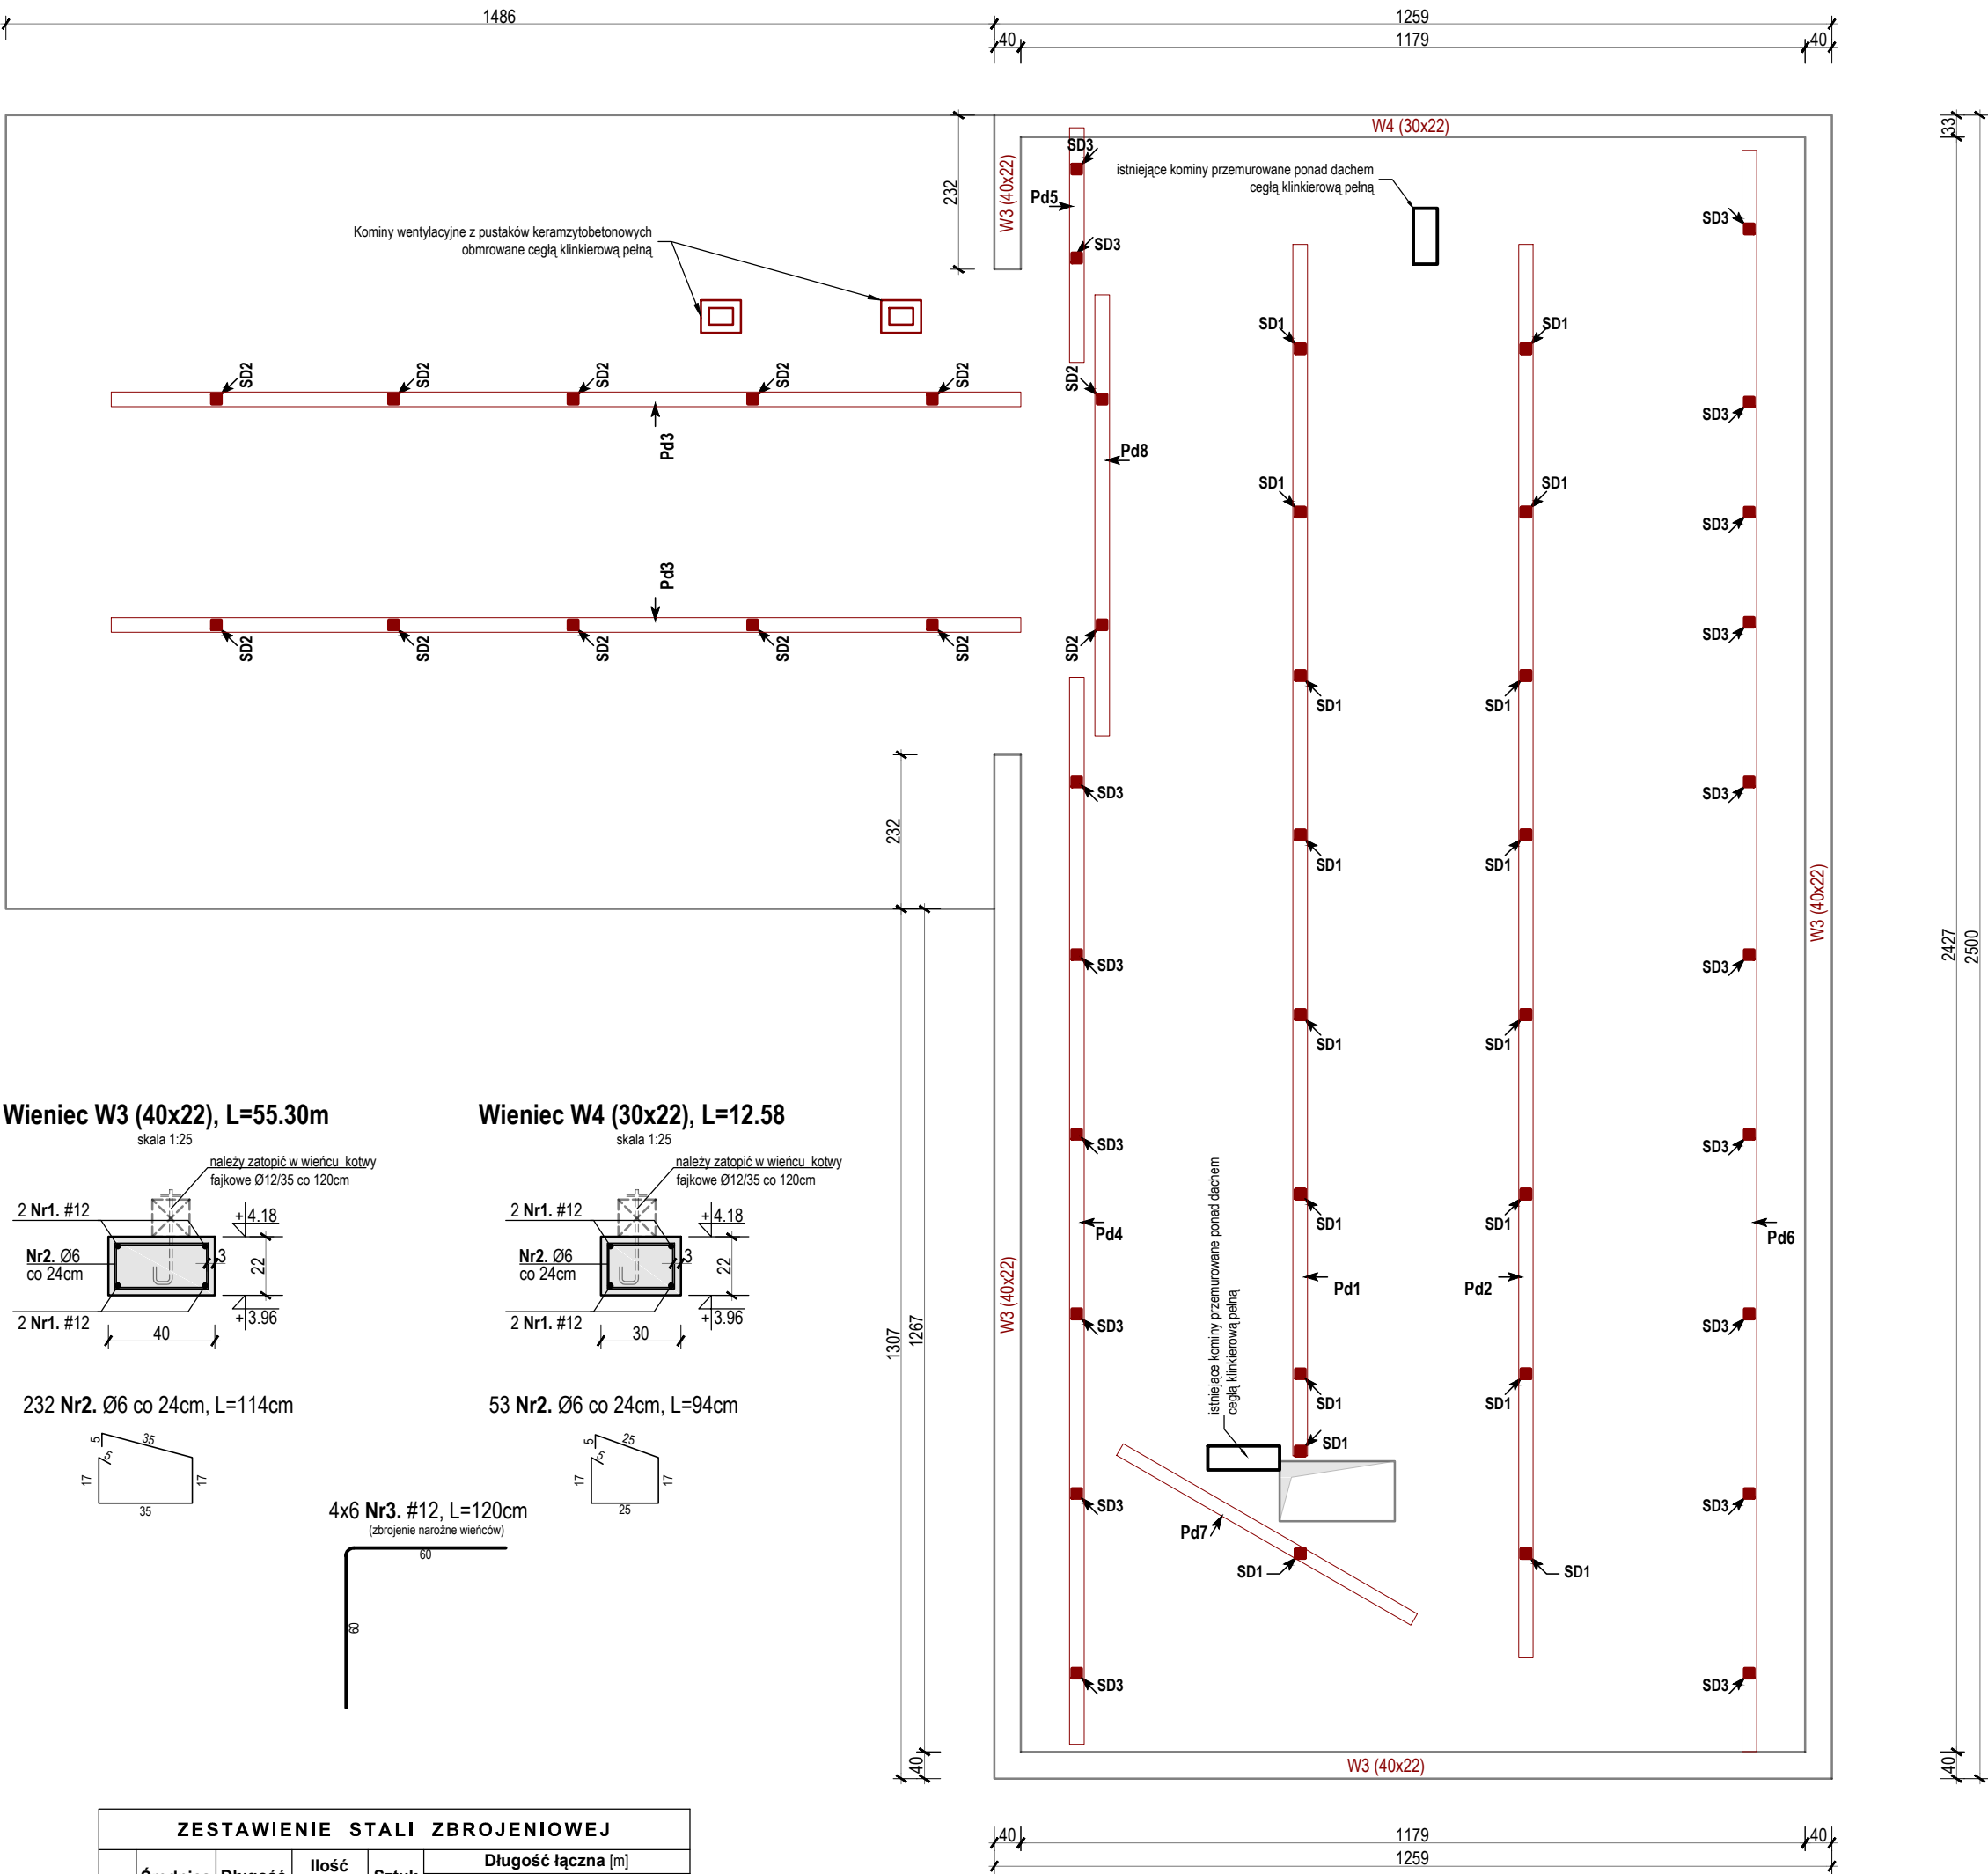 1486
1259
40
1179
40
W4 (30x22)
33
SD3
istniejące kominy przemurowane ponad dachem
cegłą klinkierową pełną
232
W3 (40x22)
Pd5
SD3
SD3
Kominy wentylacyjne z pustaków keramzytobetonowych
obmrowane cegłą klinkierową pełną
SD1
SD1
SD2
SD2
SD2
SD2
SD2
SD2
SD3
Pd3
Pd8
SD1
SD1
SD3
Pd3
SD3
SD2
SD2
SD2
SD2
SD2
SD2
SD1
SD1
SD3
SD3
232
SD1
SD1
W3 (40x22)
2427
2500
SD3
SD3
SD1
SD1
Wieniec W3 (40x22), L=55.30m
skala 1:25
należy zatopić w wieńcu kotwy
fajkowe Ø12/35 co 120cm
2 Nr1. #12
+4.18
Nr2. Ø6
co 24cm
3
22
2 Nr1. #12
+3.96
40
Wieniec W4 (30x22), L=12.58
skala 1:25
należy zatopić w wieńcu kotwy
fajkowe Ø12/35 co 120cm
2 Nr1. #12
+4.18
Nr2. Ø6
co 24cm
3
22
2 Nr1. #12
+3.96
30
SD3
SD3
SD1
SD1
Pd4
Pd6
Pd1
Pd2
istniejące kominy przemurowane ponad dachem
cegłą klinkierową pełną
W3 (40x22)
1307
1267
SD3
SD3
232 Nr2. Ø6 co 24cm, L=114cm
5
35
5
17
17
35
53 Nr2. Ø6 co 24cm, L=94cm
5
25
5
17
17
25
SD1
SD1
SD1
4x6 Nr3. #12, L=120cm
(zbrojenie narożne wieńców)
60
60
SD3
SD3
Pd7
SD1
SD1
SD3
SD3
40
W3 (40x22)
40
ZESTAWIENIE STALI ZBROJENIOWEJ
Średnica
Długość
Ilość
Sztuk
Długość łączna [m]
40
1179
40
1259